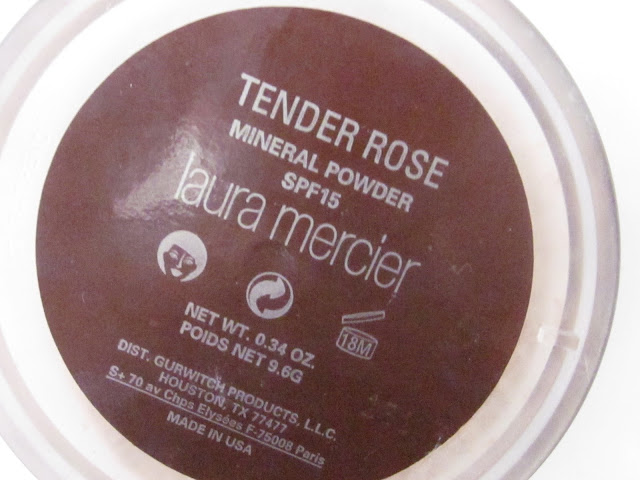 TENDER ROSE
MINERAL POWDER
SPF15
laura mercier
18M
NET WT. 0.34 OZ.
POIDS NET 9.6G
DIST. GURWITCH PRODUCTS, L.L.C.
HOUSTON, TX 77477
S+ 70 av Chps Elysées F-75008 Paris
MADE IN USA